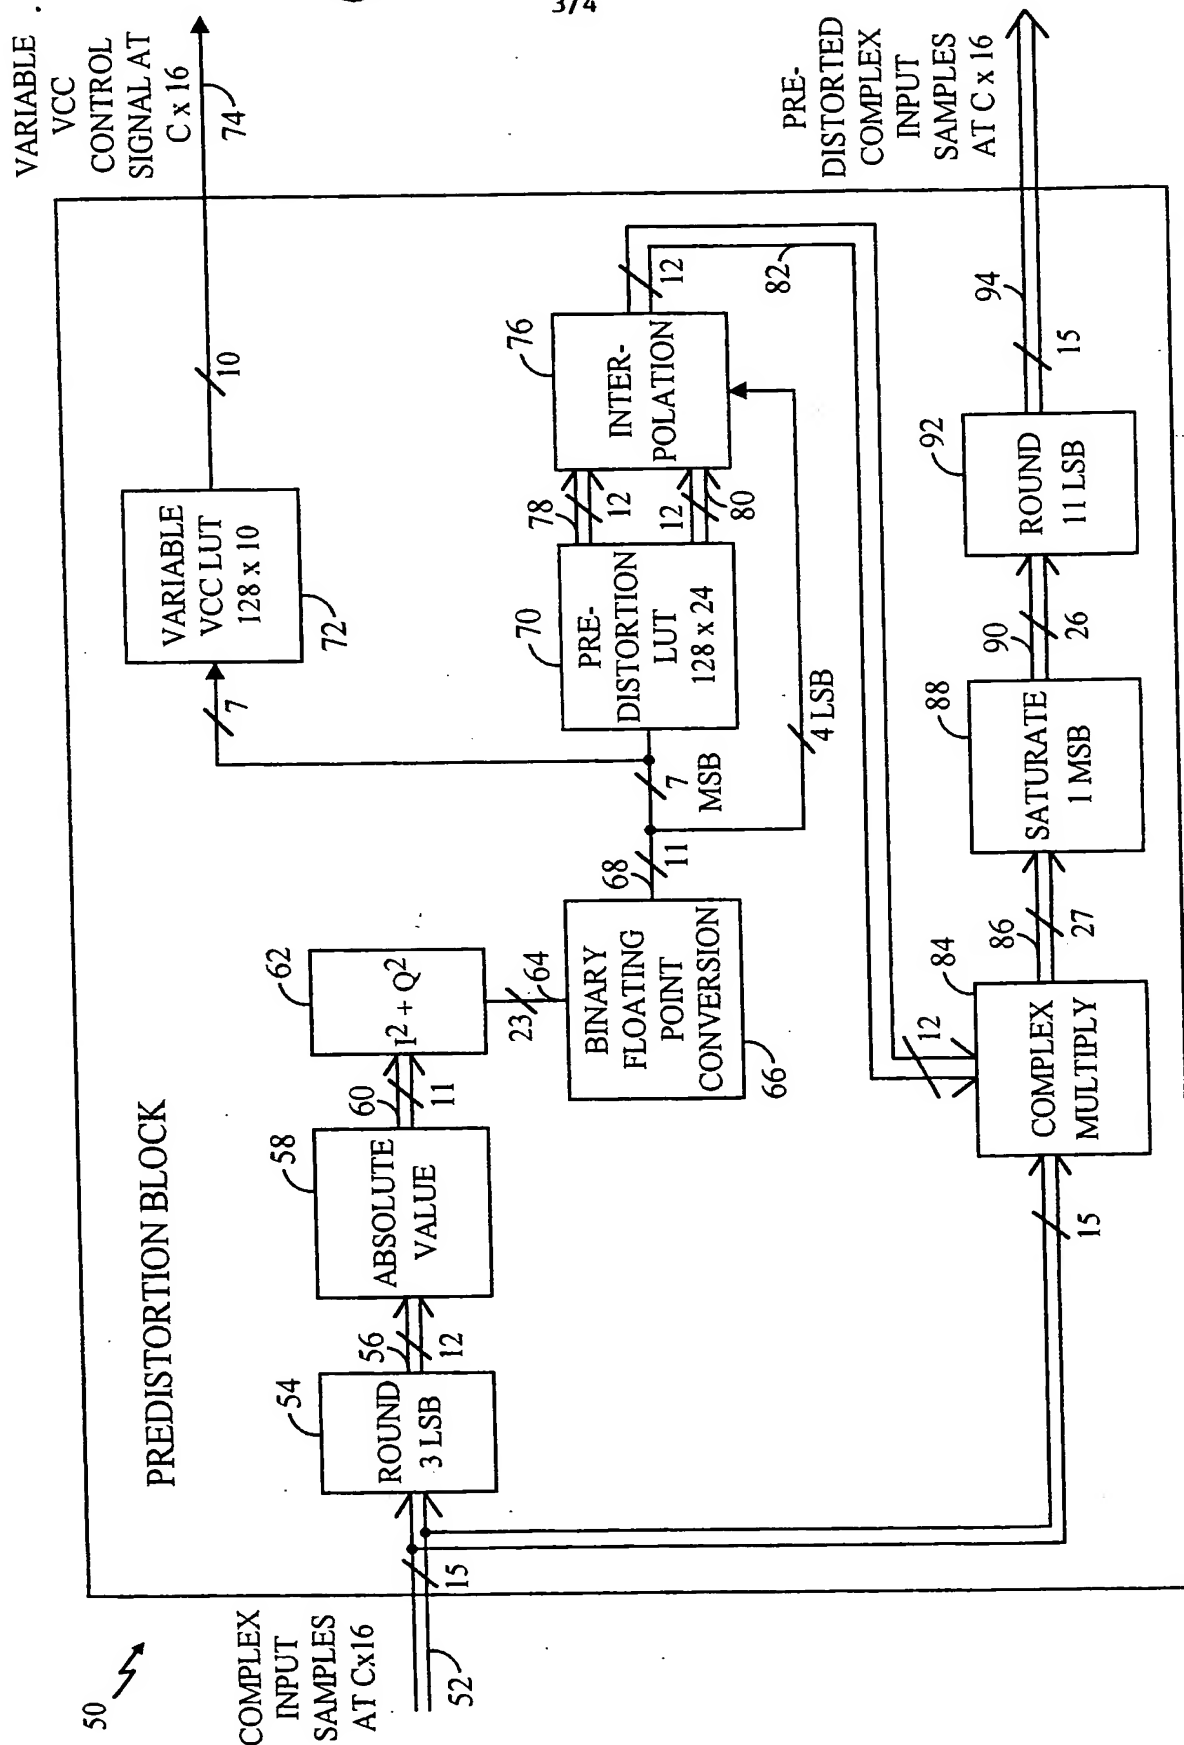 3/4
50
COMPLEX
INPUT
SAMPLES
AT Cx16
52
PREDISTORTION BLOCK
15
54
ROUND
3 LSB
56
12
58
ABSOLUTE
VALUE
60
11
62
I² + Q²
23
64
66
BINARY
FLOATING
POINT
CONVERSION
68
11
7
MSB
4 LSB
7
72
VARIABLE
VCC LUT
128 x 10
10
74
VARIABLE
VCC
CONTROL
SIGNAL AT
C x 16
70
PRE-
DISTORTION
LUT
128 x 24
78
12
12
80
76
INTER-
POLATION
12
82
15
12
84
COMPLEX
MULTIPLY
86
27
88
SATURATE
1 MSB
90
26
92
ROUND
11 LSB
94
15
PRE-
DISTORTED
COMPLEX
INPUT
SAMPLES
AT C x 16